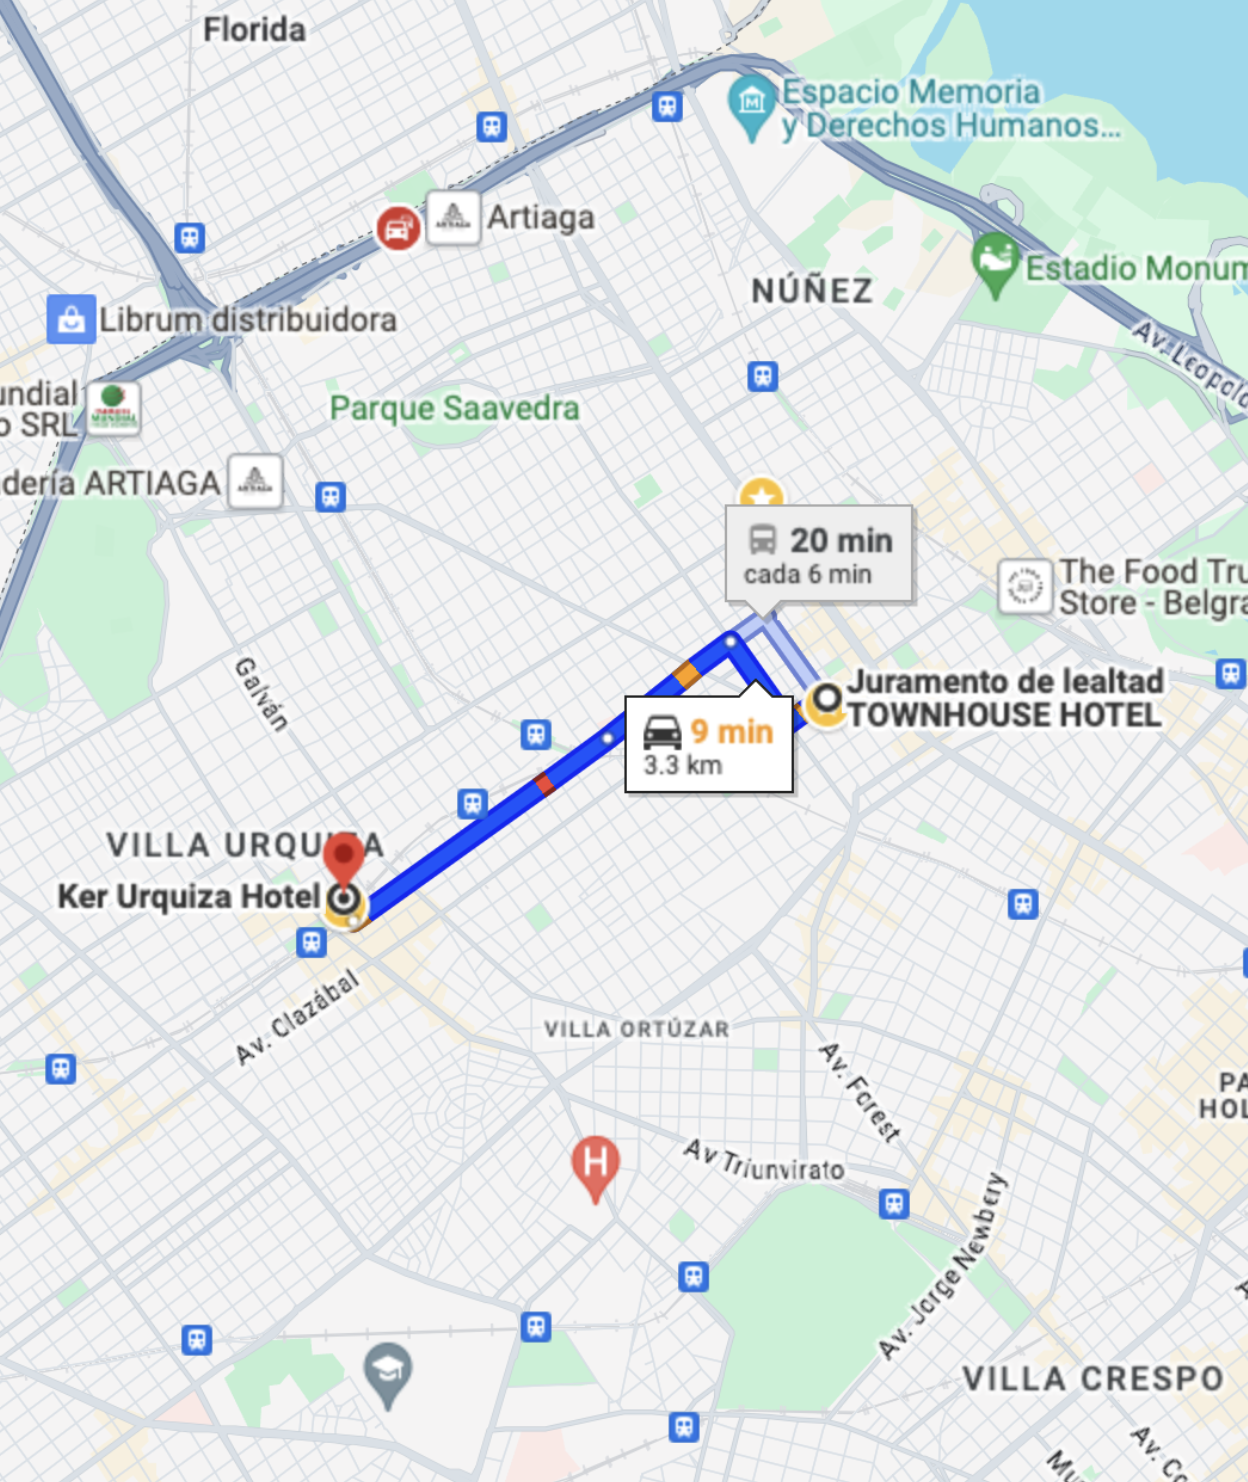 Florida
Espacio Memoria
y Derechos Humanos...
Artiaga
NÚÑEZ
Estadio Monum
Librum distribuidora
Av. Leopold
undial
o SRL
Parque Saavedra
dería ARTIAGA
20 min
cada 6 min
The Food Tru
Store - Belgra
Galván
Juramento de lealtad
TOWNHOUSE HOTEL
9 min
3.3 km
VILLA URQUIZA
Ker Urquiza Hotel
Av. Clazábal
VILLA ORTÚZAR
Av. Forest
PA
HOL
H
Av Triunvirato
Av. Jorge Newbery
VILLA CRESPO
Av. Co
Mu